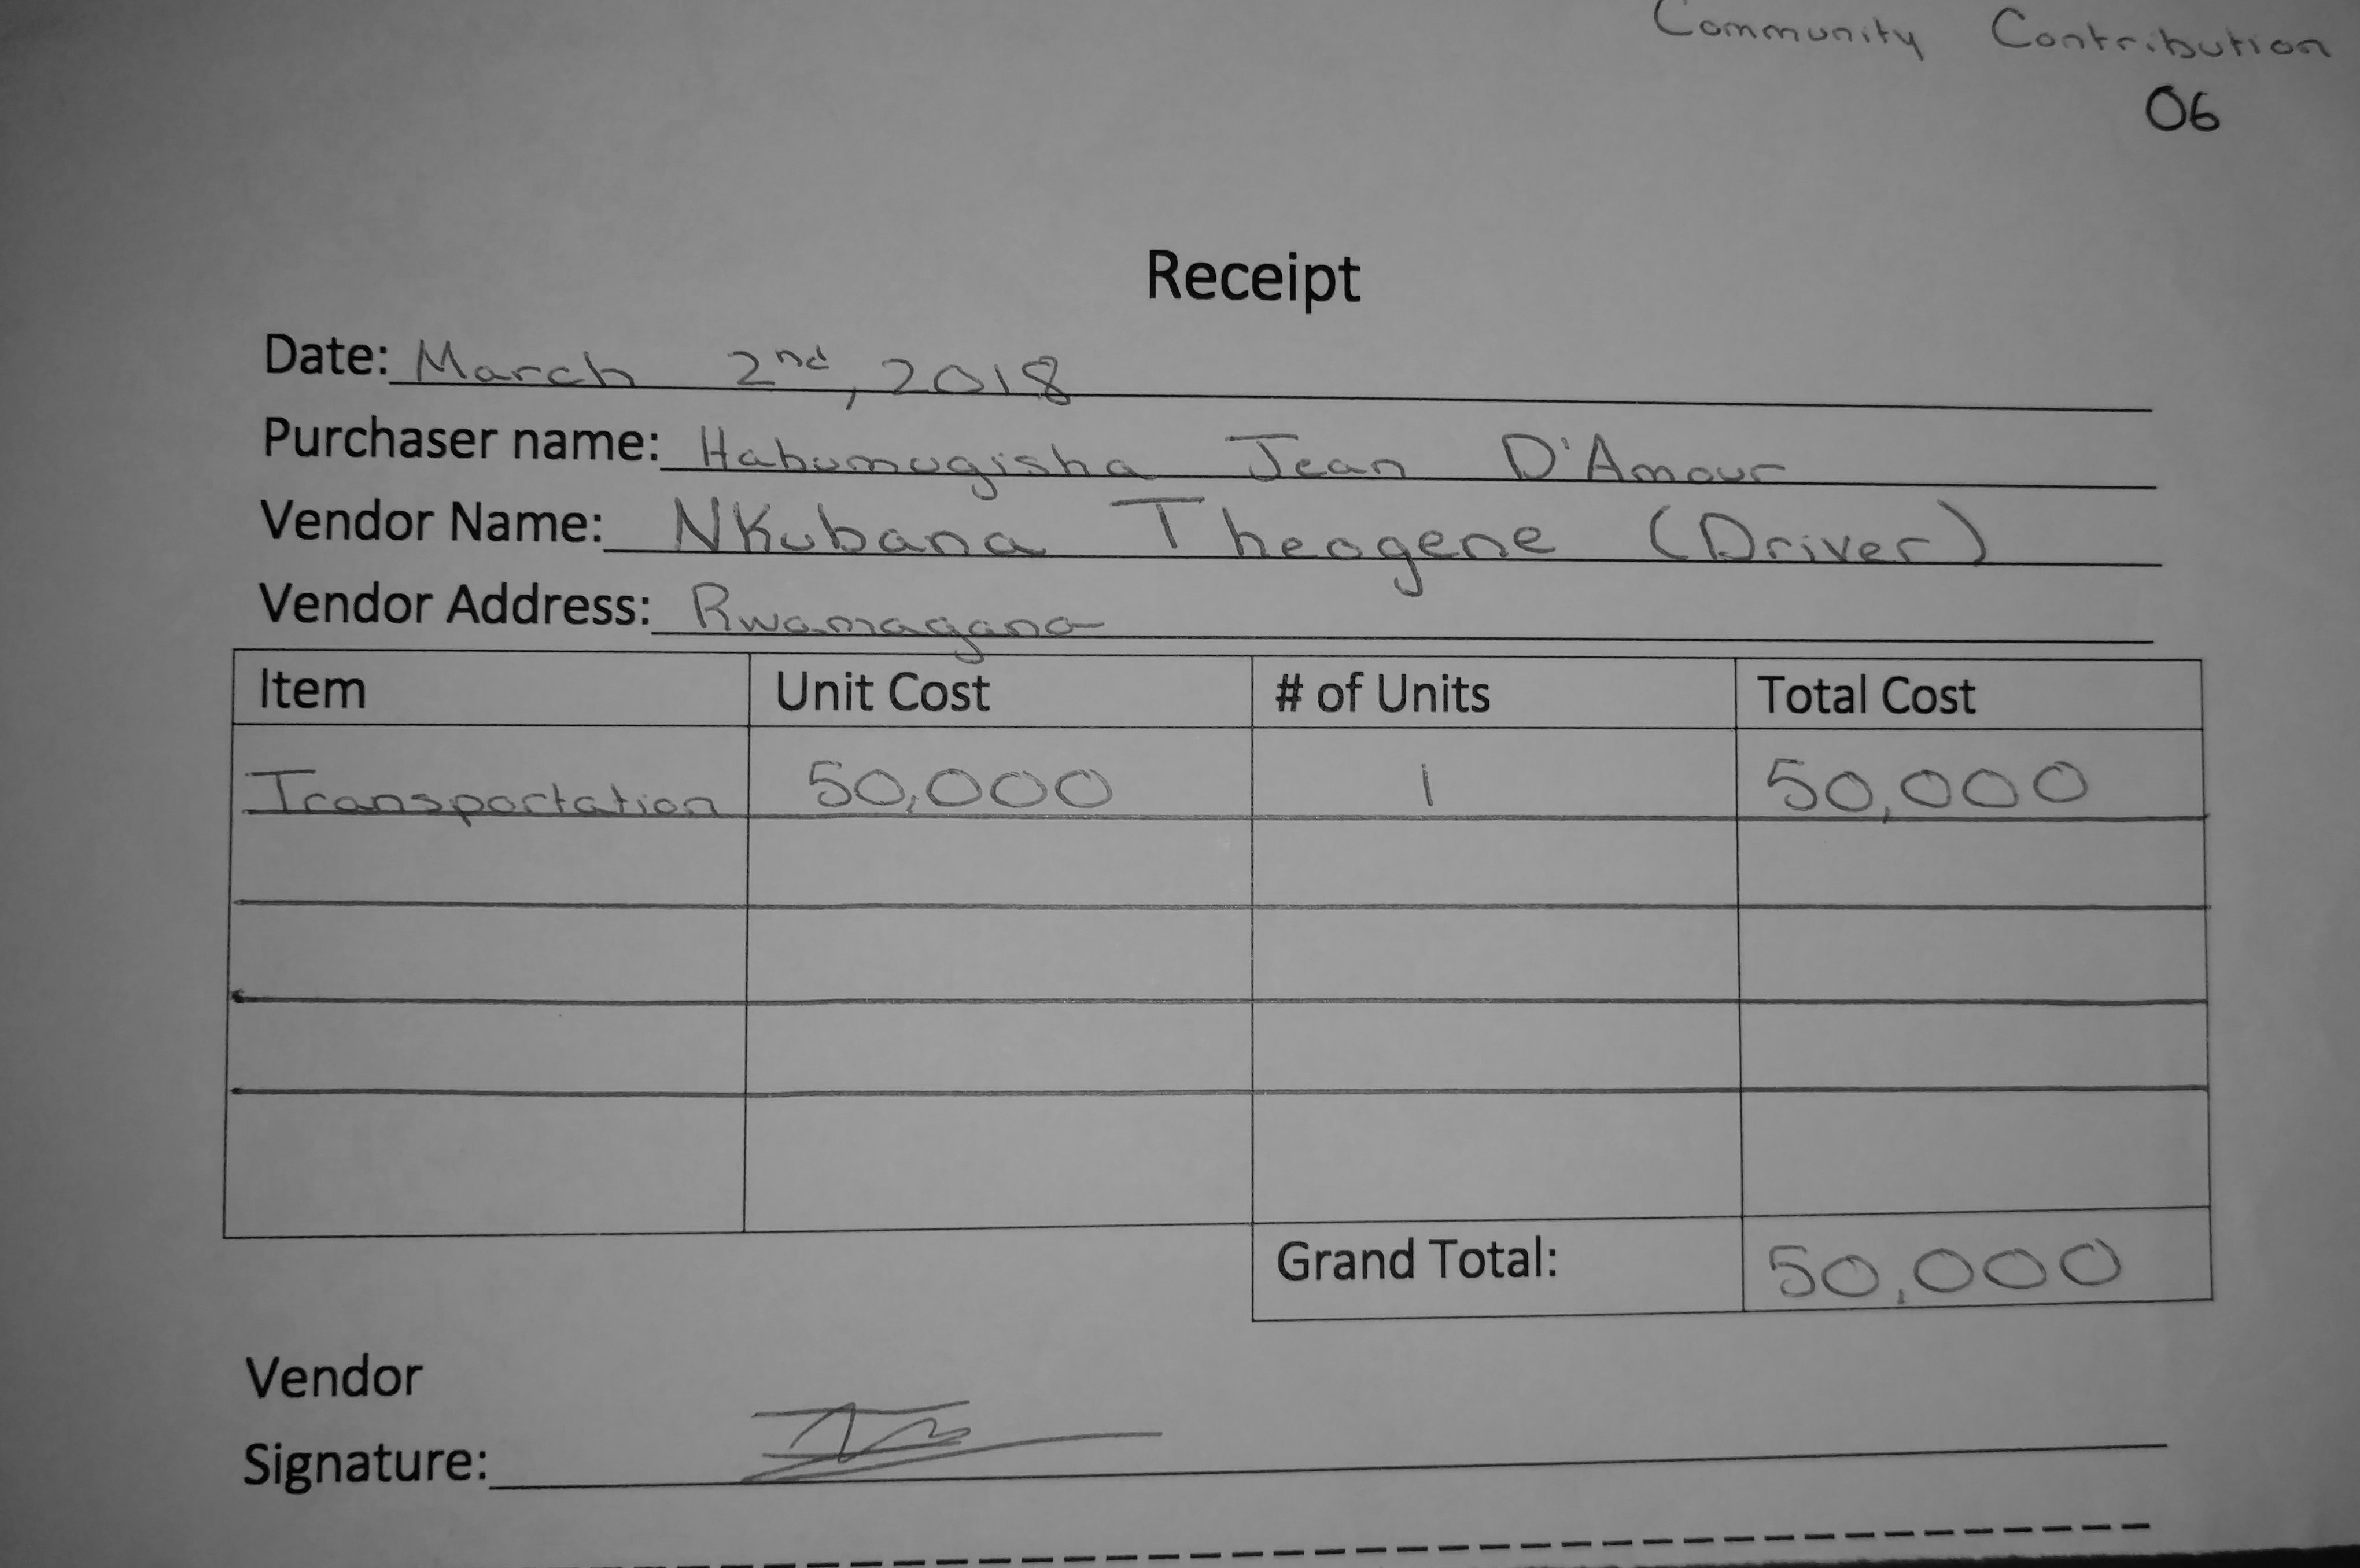 Community Contribution
06
Receipt
Date: March 2nd, 2018
Purchaser name: Habumugisha Jean D'Amour
Vendor Name: NKubana Theogene (Driver)
Vendor Address: Rwamagana
Item Unit Cost # of Units Total Cost
Transportation 50,000 1 50,000
Grand Total: 50,000
Vendor
Signature: